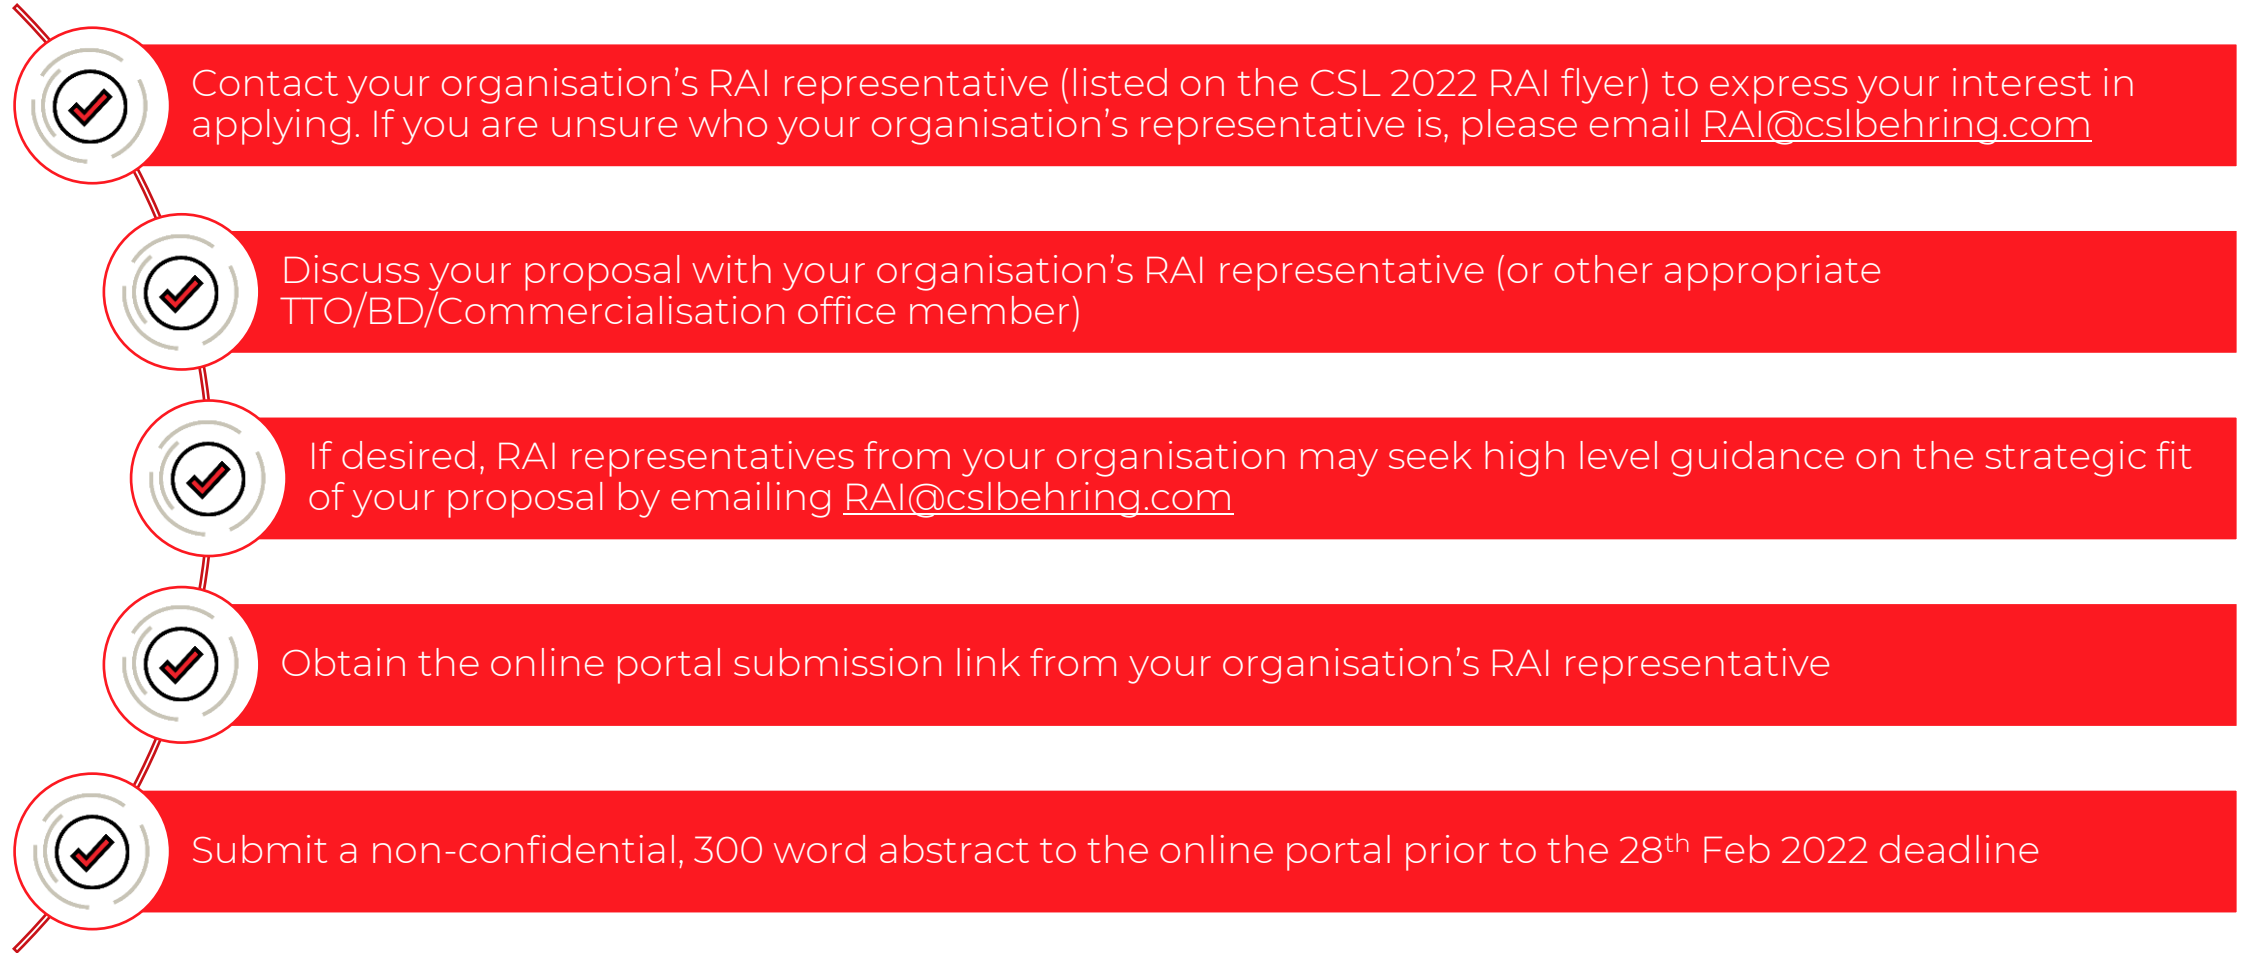 Contact your organisation’s RAI representative (listed on the CSL 2022 RAI flyer) to express your interest in
applying. If you are unsure who your organisation’s representative is, please email RAI@cslbehring.com
Discuss your proposal with your organisation’s RAI representative (or other appropriate
TTO/BD/Commercialisation office member)
If desired, RAI representatives from your organisation may seek high level guidance on the strategic fit
of your proposal by emailing RAI@cslbehring.com
Obtain the online portal submission link from your organisation’s RAI representative
Submit a non-confidential, 300 word abstract to the online portal prior to the 28th Feb 2022 deadline